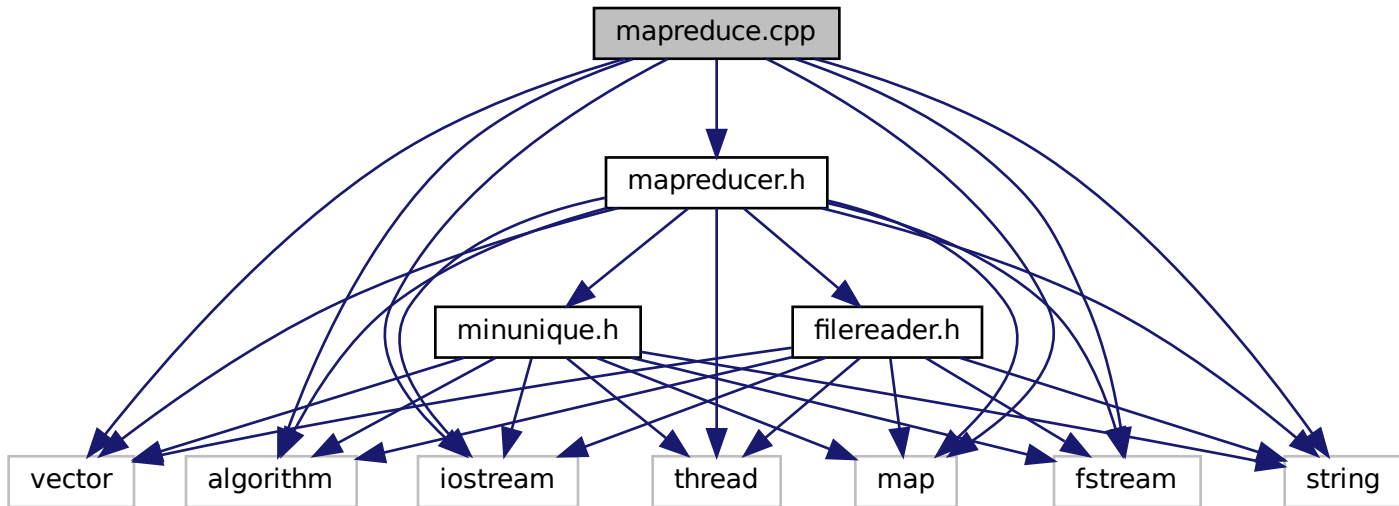 mapreduce.cpp
mapreducer.h
minunique.h
filereader.h
vector
algorithm
iostream
thread
map
fstream
string